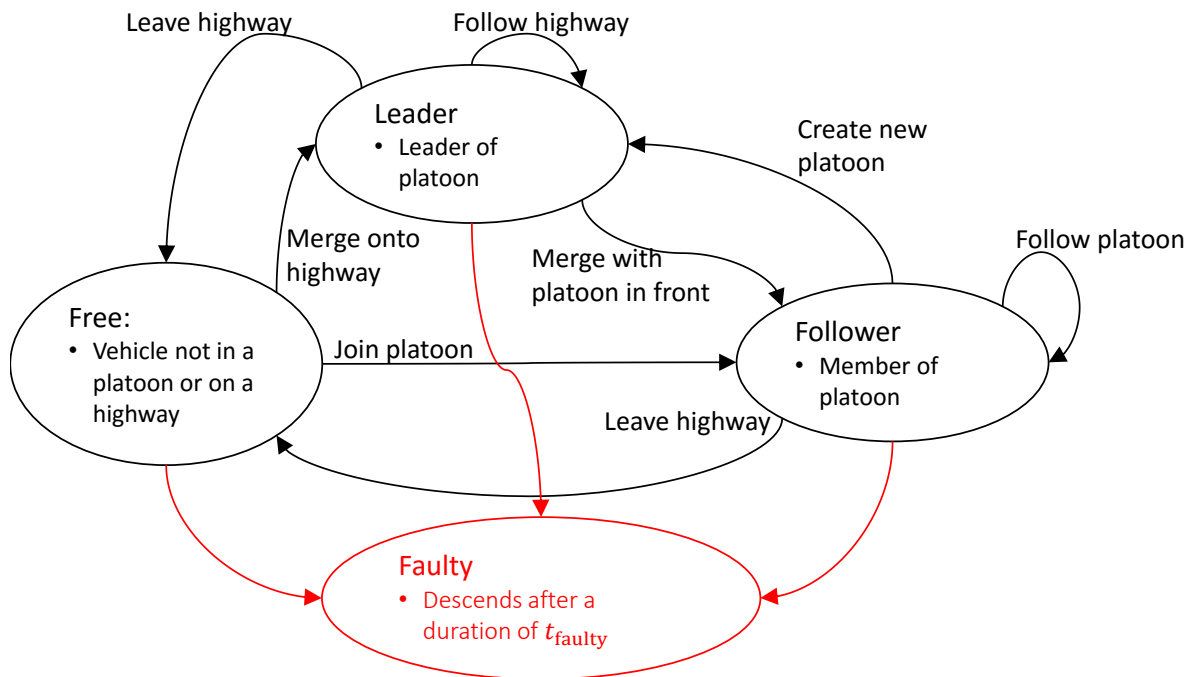 Leave highway
Follow highway
Leader
• Leader of
platoon
Create new
platoon
Merge onto
highway
Merge with
platoon in front
Follow platoon
Free:
• Vehicle not in a
platoon or on a
highway
Join platoon
Follower
• Member of
platoon
Leave highway
Faulty
• Descends after a
duration of t_faulty